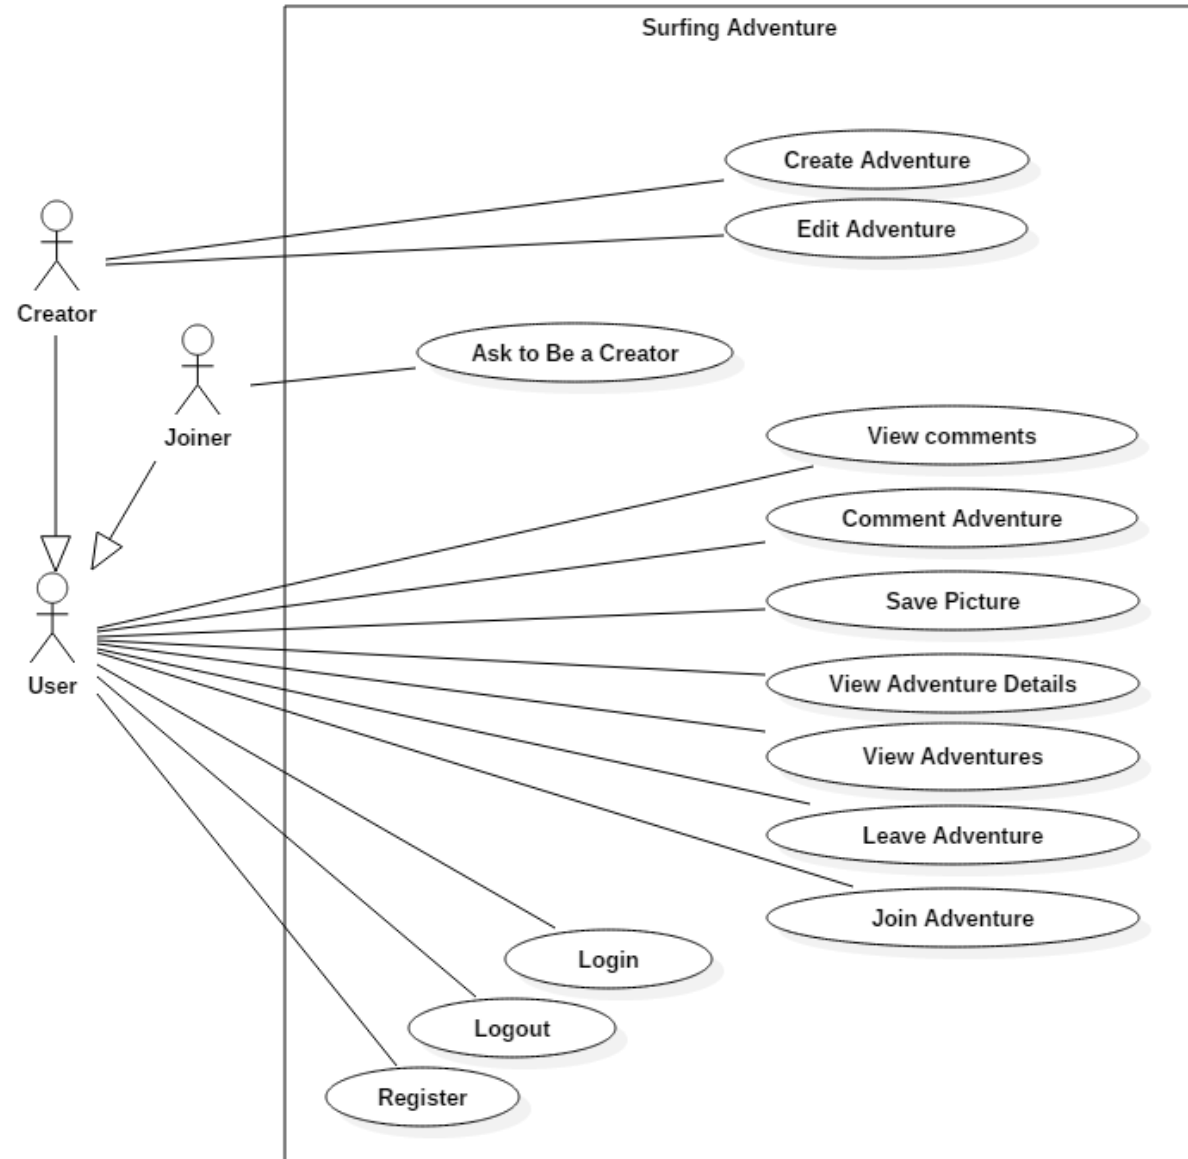 Surfing Adventure
Create Adventure
Edit Adventure
Creator
Ask to Be a Creator
Joiner
View comments
Comment Adventure
Save Picture
User
View Adventure Details
View Adventures
Leave Adventure
Join Adventure
Login
Logout
Register